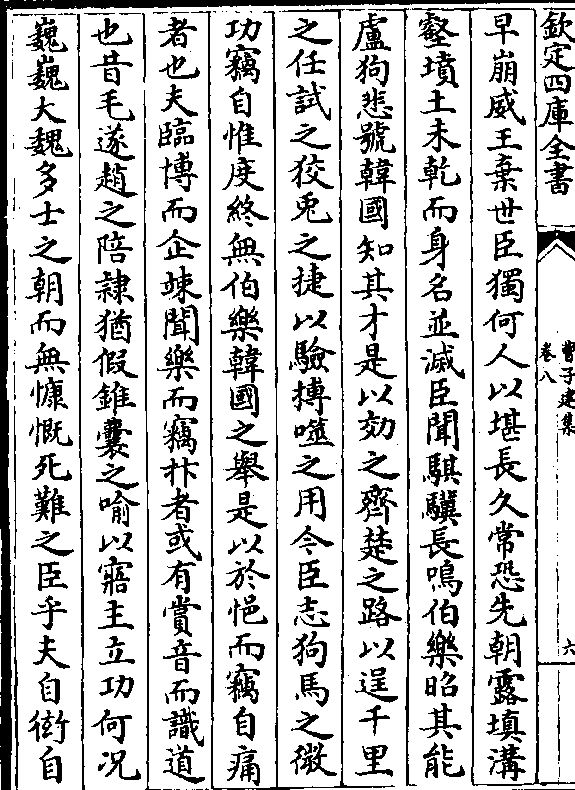 欽定四庫全書
曹子建集
卷八
六
早崩威王棄世臣獨何人以堪長久常恐先朝露填溝
壑墳土未乾而身名並滅臣聞騏驥長鳴伯樂昭其能
盧狗悲號韓國知其才是以効之齊楚之路以逞千里
之任試之狡兎之捷以驗搏噬之用今臣志狗馬之微
功竊自惟度終無伯樂韓國之舉是以於悒而竊自痛
者也夫臨博而企竦聞樂而竊抃者或有賞音而識道
也昔毛遂趙之陪隷猶假錐囊之喻以寤主立功何况
巍巍大魏多士之朝而無慷慨死難之臣乎夫自衒自